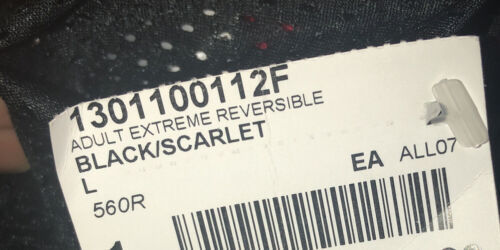 1301100112F
ADULT EXTREME REVERSIBLE
BLACK/SCARLET
L
EA ALL07
560R